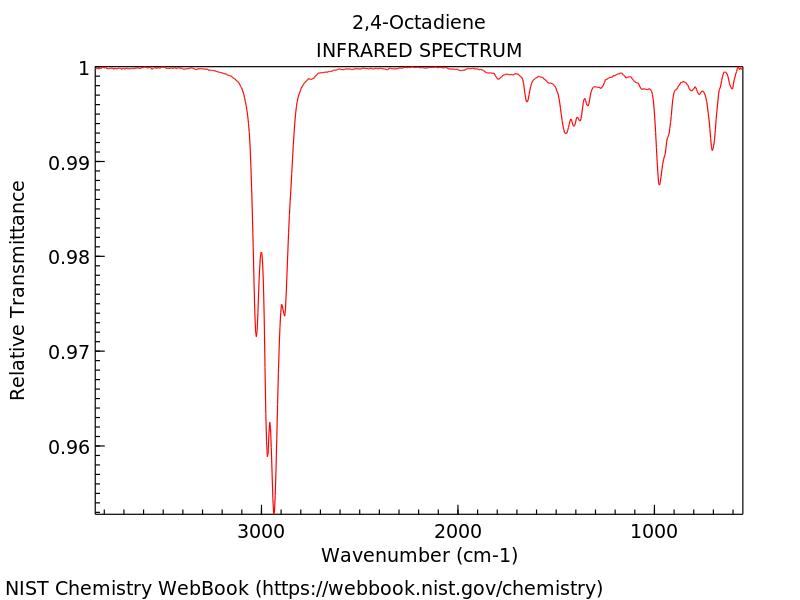 2,4-Octadiene
INFRARED SPECTRUM
1
0.99
0.98
0.97
0.96
Relative Transmittance
3000 2000 1000
Wavenumber (cm-1)
NIST Chemistry WebBook (https://webbook.nist.gov/chemistry)